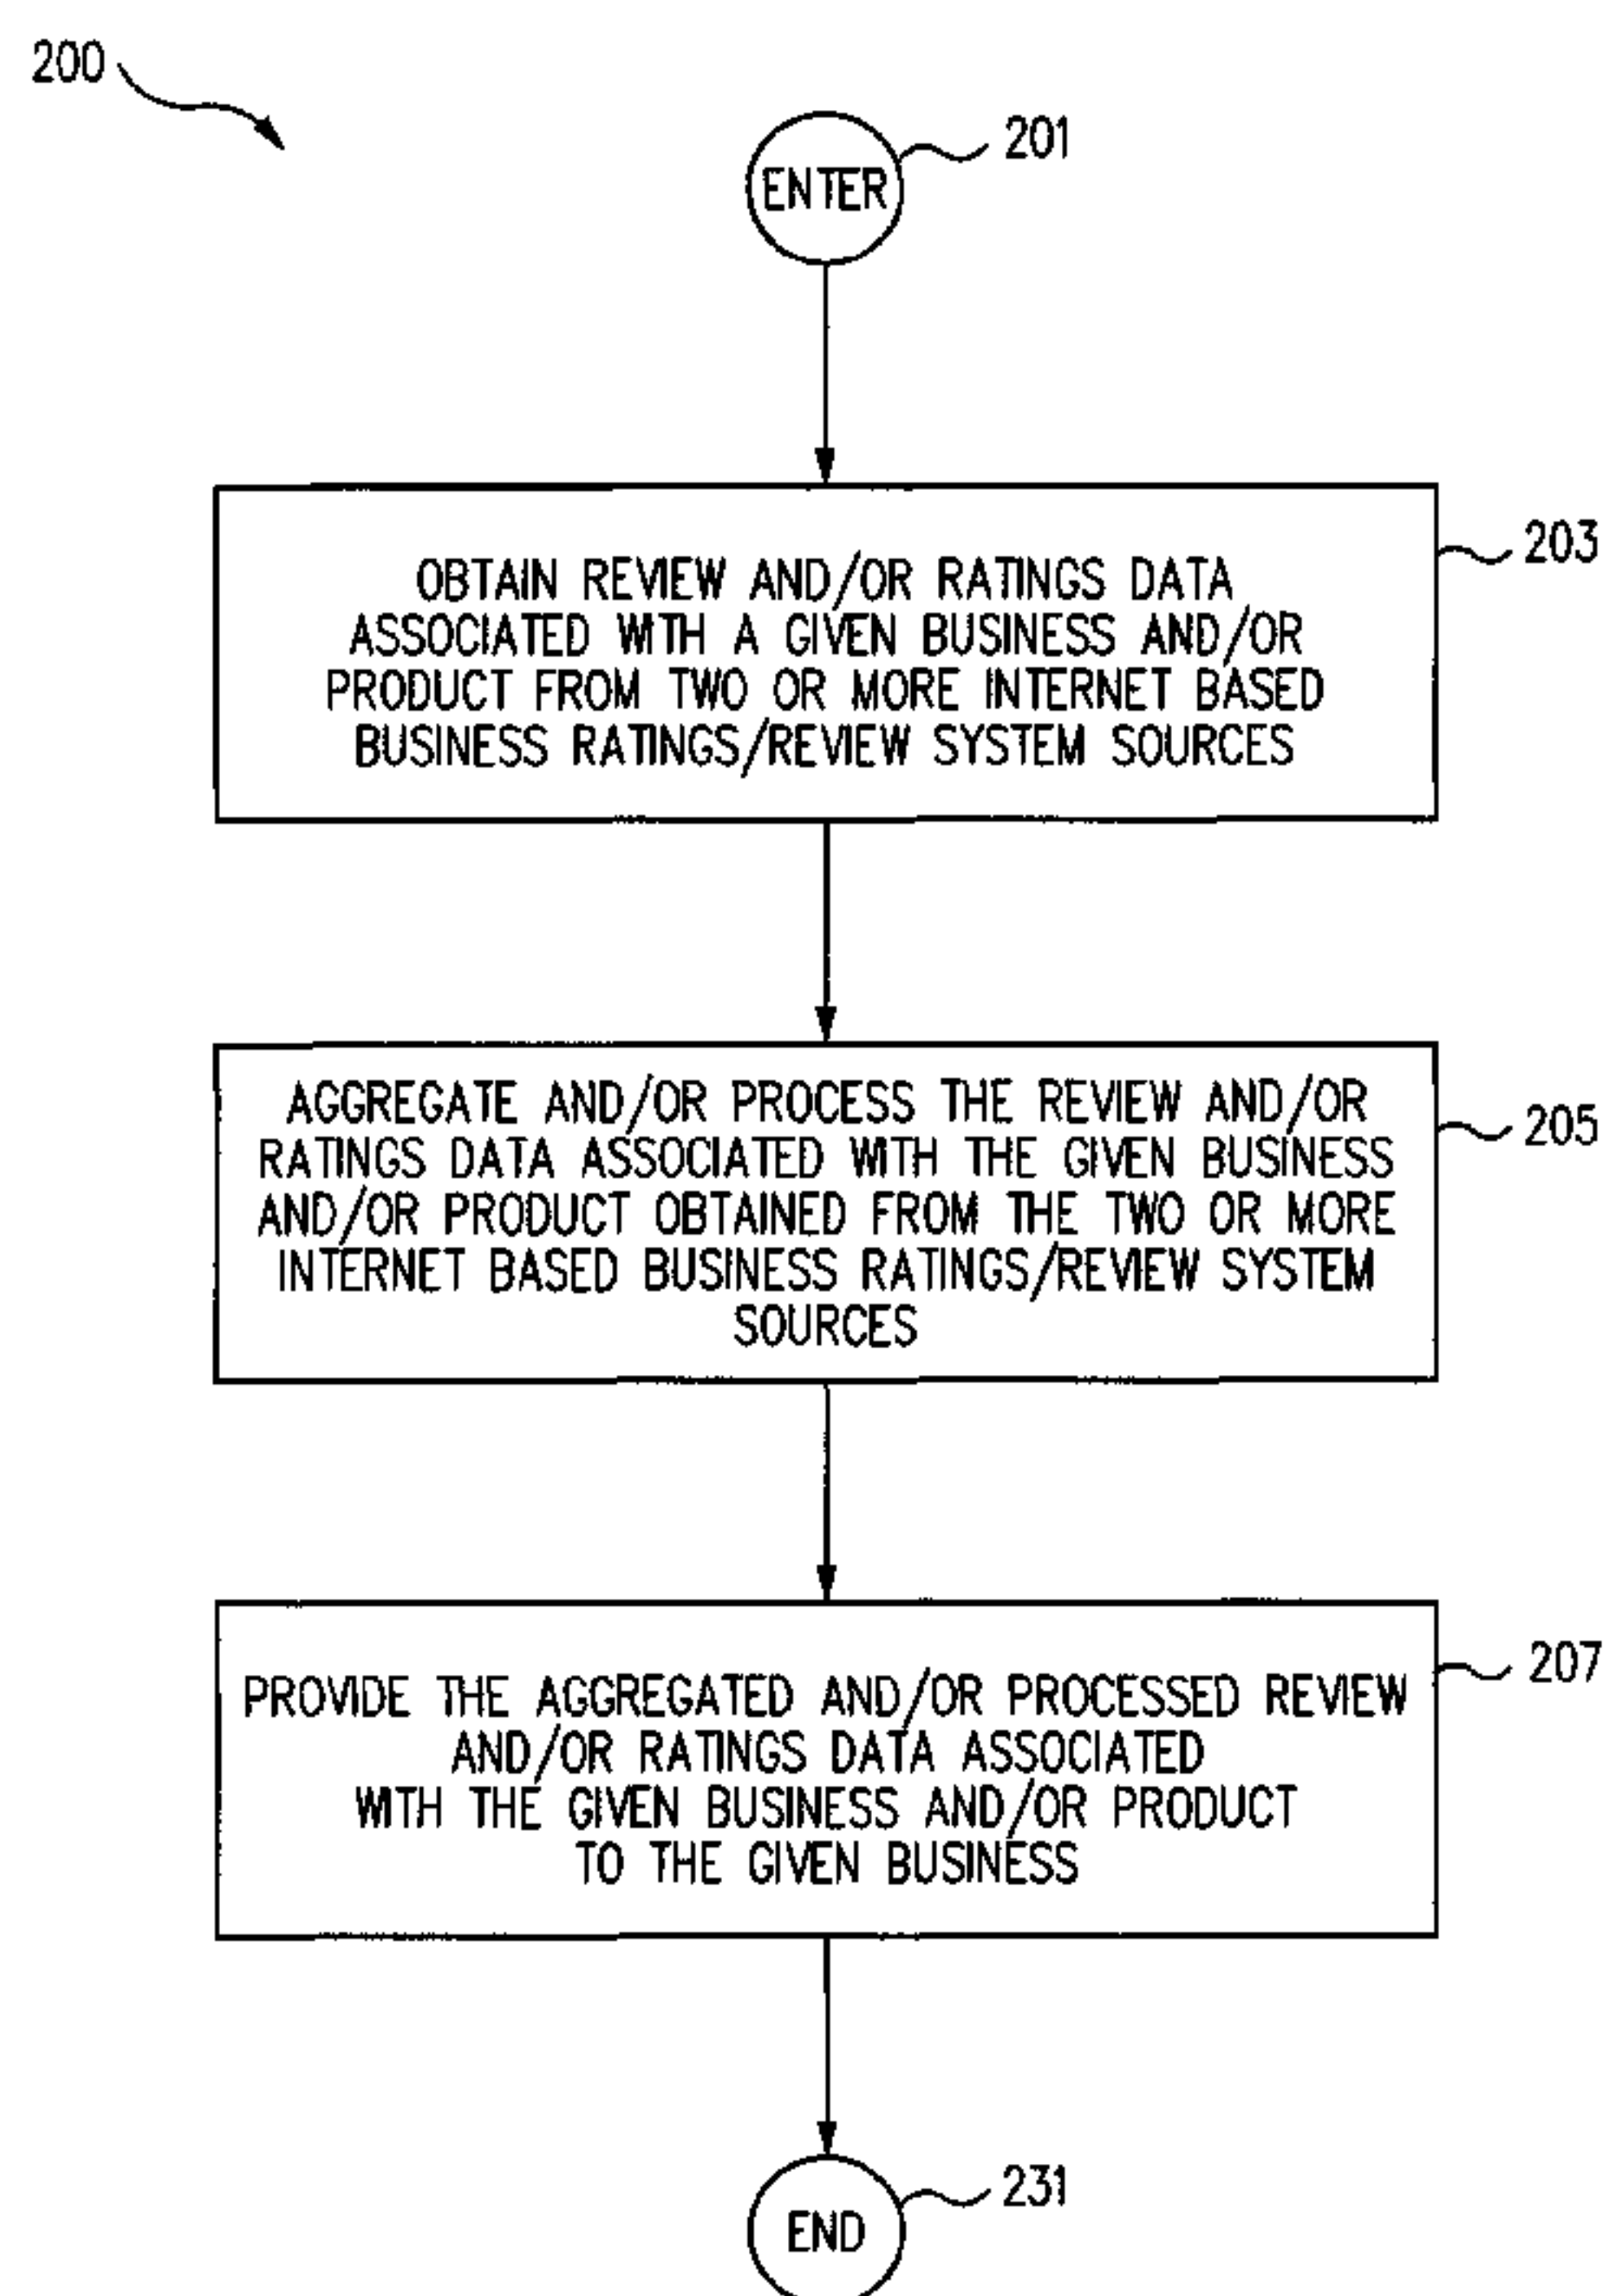 200
201
ENTER
203
OBTAIN REVIEW AND/OR RATINGS DATA
ASSOCIATED WITH A GIVEN BUSINESS AND/OR
PRODUCT FROM TWO OR MORE INTERNET BASED
BUSINESS RATINGS/REVIEW SYSTEM SOURCES
205
AGGREGATE AND/OR PROCESS THE REVIEW AND/OR
RATINGS DATA ASSOCIATED WITH THE GIVEN BUSINESS
AND/OR PRODUCT OBTAINED FROM THE TWO OR MORE
INTERNET BASED BUSINESS RATINGS/REVIEW SYSTEM
SOURCES
207
PROVIDE THE AGGREGATED AND/OR PROCESSED REVIEW
AND/OR RATINGS DATA ASSOCIATED
WITH THE GIVEN BUSINESS AND/OR PRODUCT
TO THE GIVEN BUSINESS
231
END